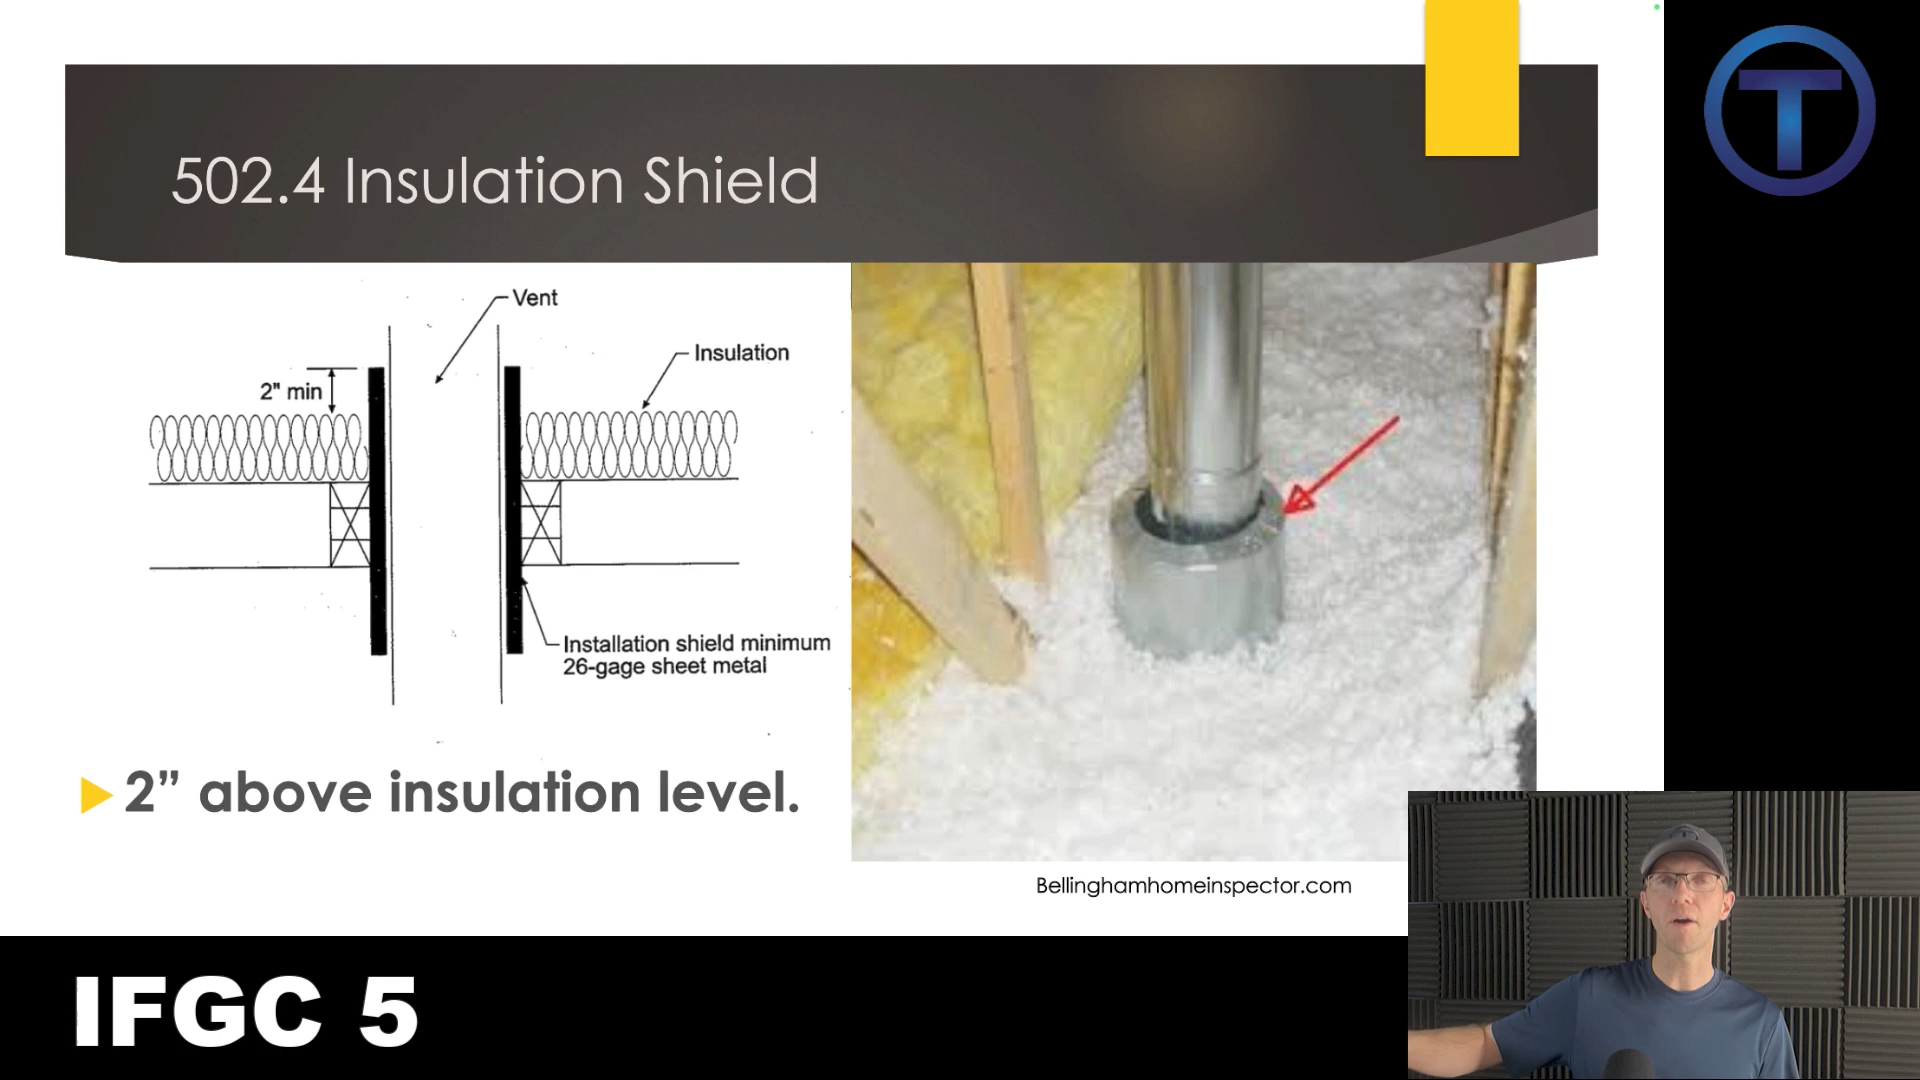 502.4 Insulation Shield
Vent
Insulation
2" min
Installation shield minimum
26-gage sheet metal
2” above insulation level.
Bellinghamhomeinspector.com
IFGC 5
T